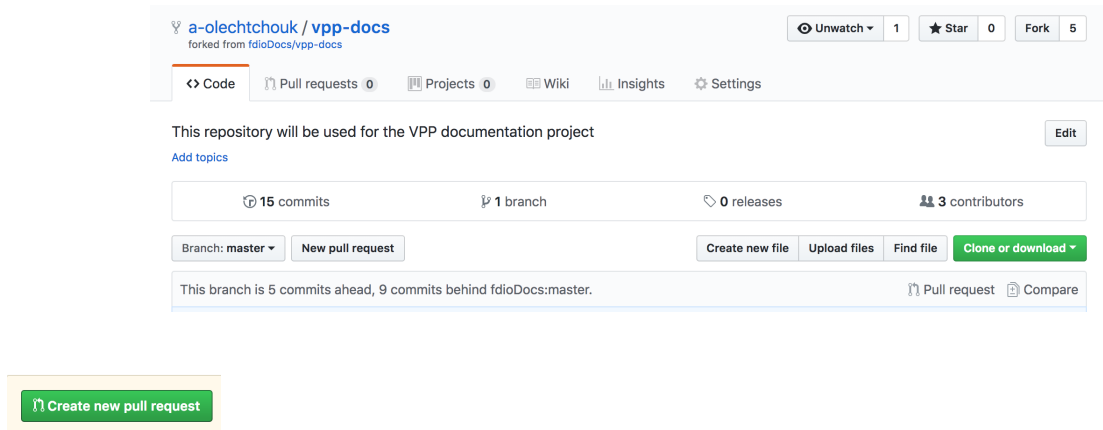 a-olechtchouk / vpp-docs
forked from fdioDocs/vpp-docs
Unwatch 1 Star 0 Fork 5
Code Pull requests 0 Projects 0 Wiki Insights Settings
This repository will be used for the VPP documentation project
Edit
Add topics
15 commits 1 branch 0 releases 3 contributors
Branch: master New pull request Create new file Upload files Find file Clone or download
This branch is 5 commits ahead, 9 commits behind fdioDocs:master. Pull request Compare
Create new pull request